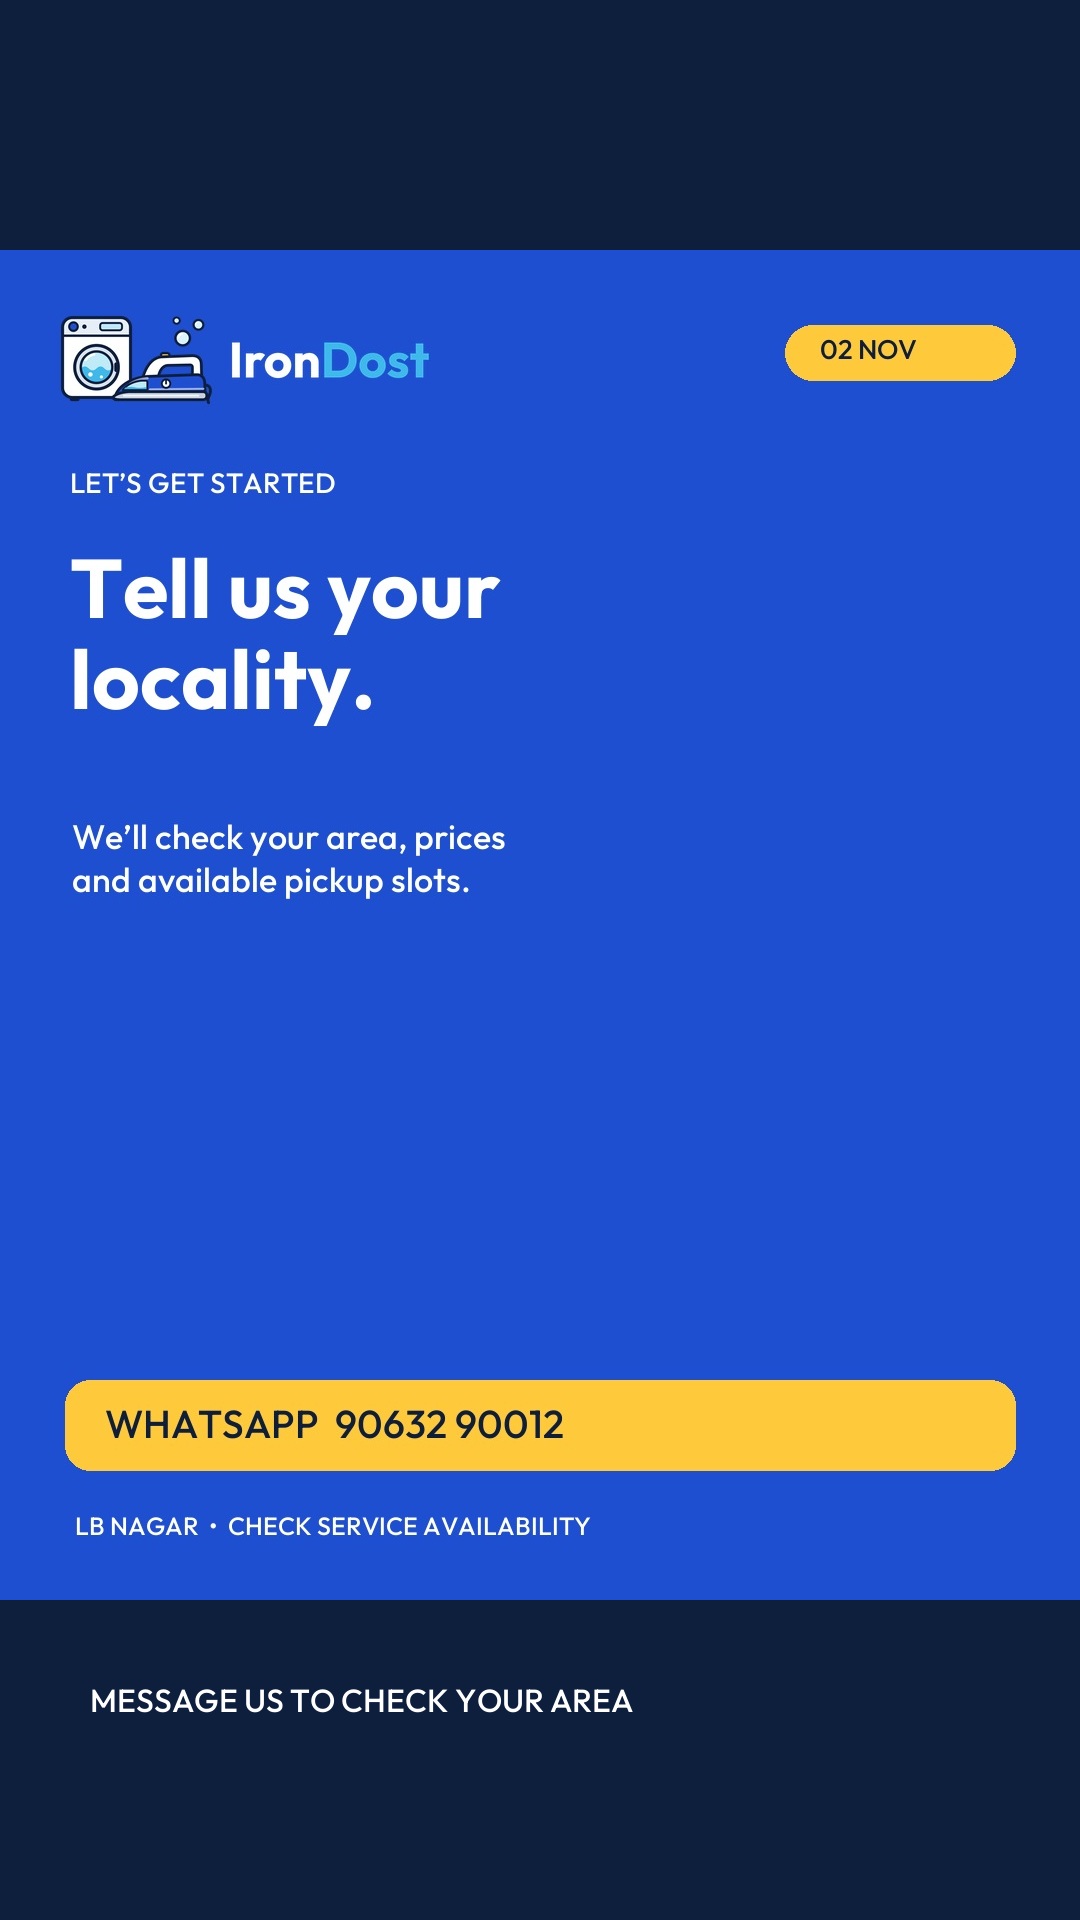 IronDost
02 NOV
LET’S GET STARTED
Tell us your
locality.
We’ll check your area, prices
and available pickup slots.
WHATSAPP 90632 90012
LB NAGAR • CHECK SERVICE AVAILABILITY
MESSAGE US TO CHECK YOUR AREA